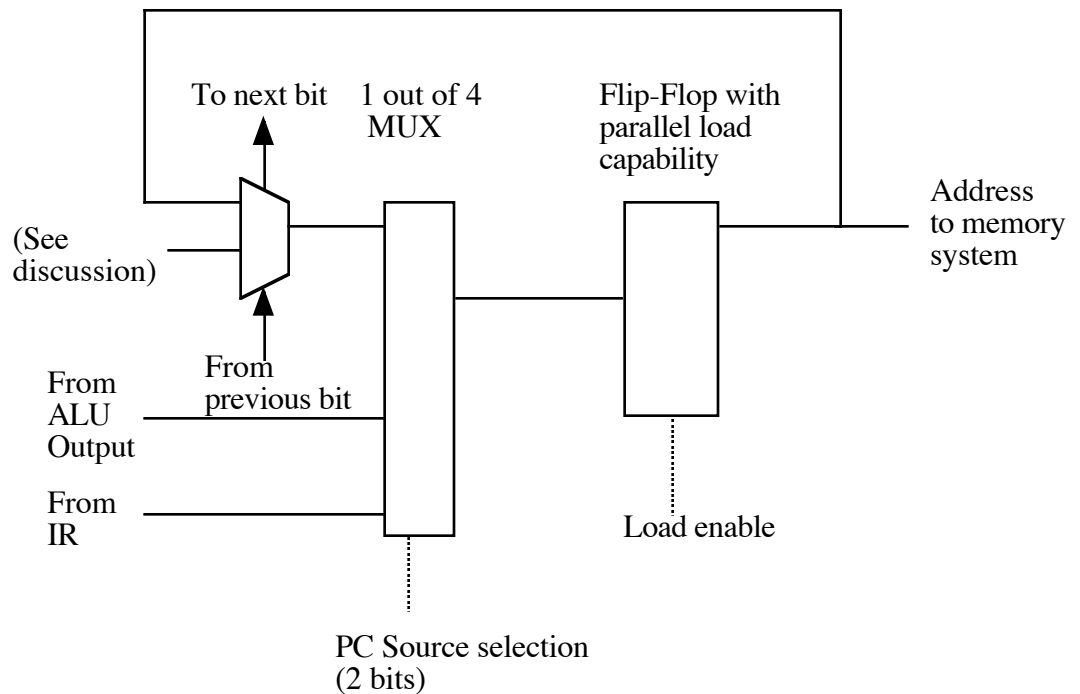 To next bit
1 out of 4
MUX
Flip-Flop with
parallel load
capability
Address
to memory
system
(See
discussion)
From
previous bit
From
ALU
Output
From
IR
Load enable
PC Source selection
(2 bits)